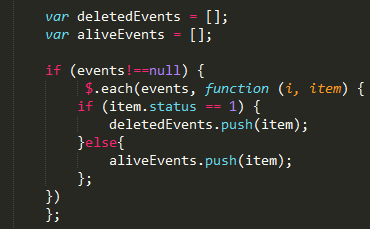 var deletedEvents = [];
var aliveEvents = [];
if (events!==null) {
$.each(events, function (i, item) {
if (item.status == 1) {
deletedEvents.push(item);
}else{
aliveEvents.push(item);
};
})
};